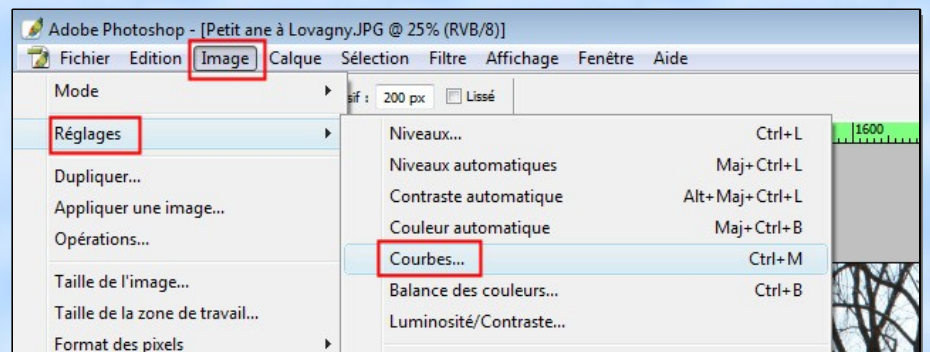 Adobe Photoshop - [Petit ane à Lovagny.JPG @ 25% (RVB/8)]
Fichier Edition Image Calque Sélection Filtre Affichage Fenêtre Aide
Mode
200 px Lissé
Réglages
1600
Niveaux... Ctrl+L
Niveaux automatiques Maj+Ctrl+L
Dupliquer...
Contraste automatique Alt+Maj+Ctrl+L
Appliquer une image...
Couleur automatique Maj+Ctrl+B
Opérations...
Courbes... Ctrl+M
Taille de l'image...
Balance des couleurs... Ctrl+B
Taille de la zone de travail...
Luminosité/Contraste...
Format des pixels